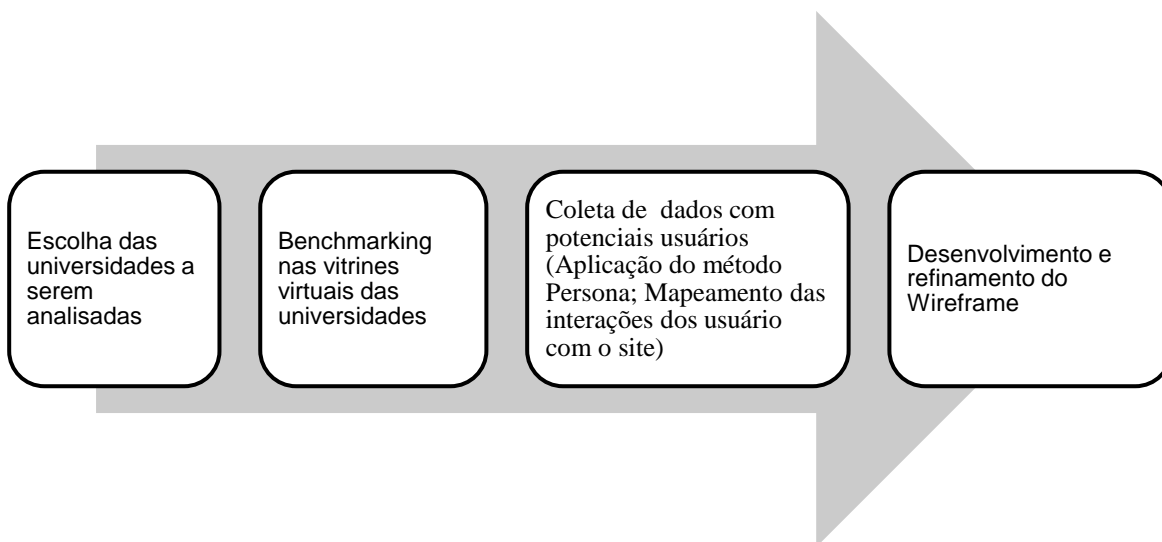 Escolha das
universidades a
serem
analisadas
Benchmarking
nas vitrines
virtuais das
universidades
Coleta de dados com
potenciais usuários
(Aplicação do método
Persona; Mapeamento das
interações dos usuário
com o site)
Desenvolvimento e
refinamento do
Wireframe